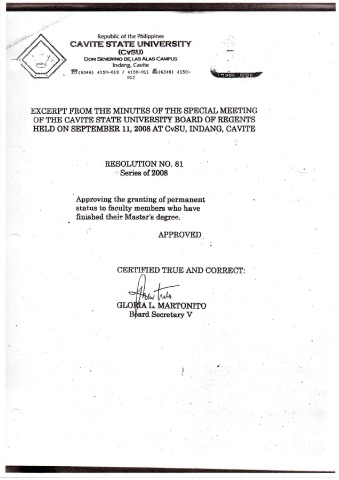 Republic of the Philippines
CAVITE STATE UNIVERSITY
(CvSU)
DON SEVERINO DE LAS ALAS CAMPUS
Indang, Cavite
☎(6346) 4150-010 / 4150-011 (6346) 4150-
012
EXCERPT FROM THE MINUTES OF THE SPECIAL MEETING
OF THE CAVITE STATE UNIVERSITY BOARD OF REGENTS
HELD ON SEPTEMBER 11, 2008 AT CvSU, INDANG, CAVITE
RESOLUTION NO. 81
Series of 2008
Approving the granting of permanent
status to faculty members who have
finished their Master's degree.
APPROVED
CERTIFIED TRUE AND CORRECT:
GLORIA L. MARTONITO
Board Secretary V